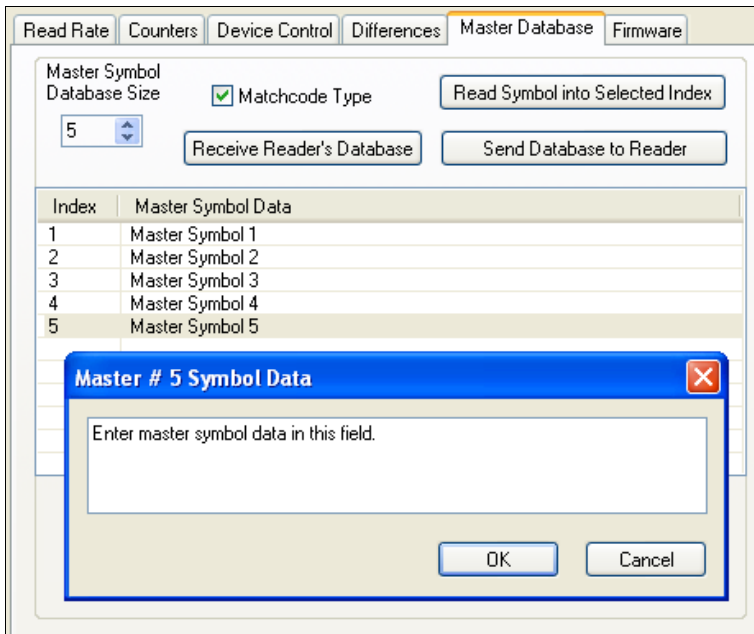 Read Rate Counters Device Control Differences Master Database Firmware
Master Symbol
Database Size
5
Matchcode Type
Read Symbol into Selected Index
Receive Reader's Database
Send Database to Reader
Index Master Symbol Data
1 Master Symbol 1
2 Master Symbol 2
3 Master Symbol 3
4 Master Symbol 4
5 Master Symbol 5
Master # 5 Symbol Data
Enter master symbol data in this field.
OK Cancel